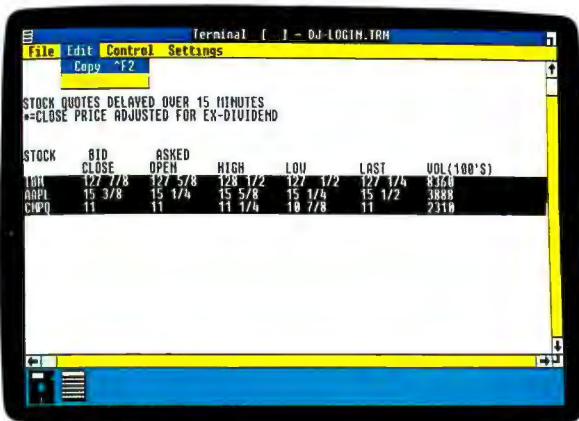 Terminal [ ] - DJ-LOGIN.TRM
File Edit Control Settings
Copy ^F2
STOCK QUOTES DELAYED OVER 15 MINUTES
*=CLOSE PRICE ADJUSTED FOR EX-DIVIDEND
STOCK BID ASKED
CLOSE OPEN HIGH LOW LAST VOL(100'S)
IBM 127 7/8 127 5/8 128 1/2 127 1/2 127 1/4 8360
AAPL 15 3/8 15 1/4 15 5/8 15 1/4 15 1/2 3888
CMPQ 11 11 11 1/4 10 7/8 11 2310